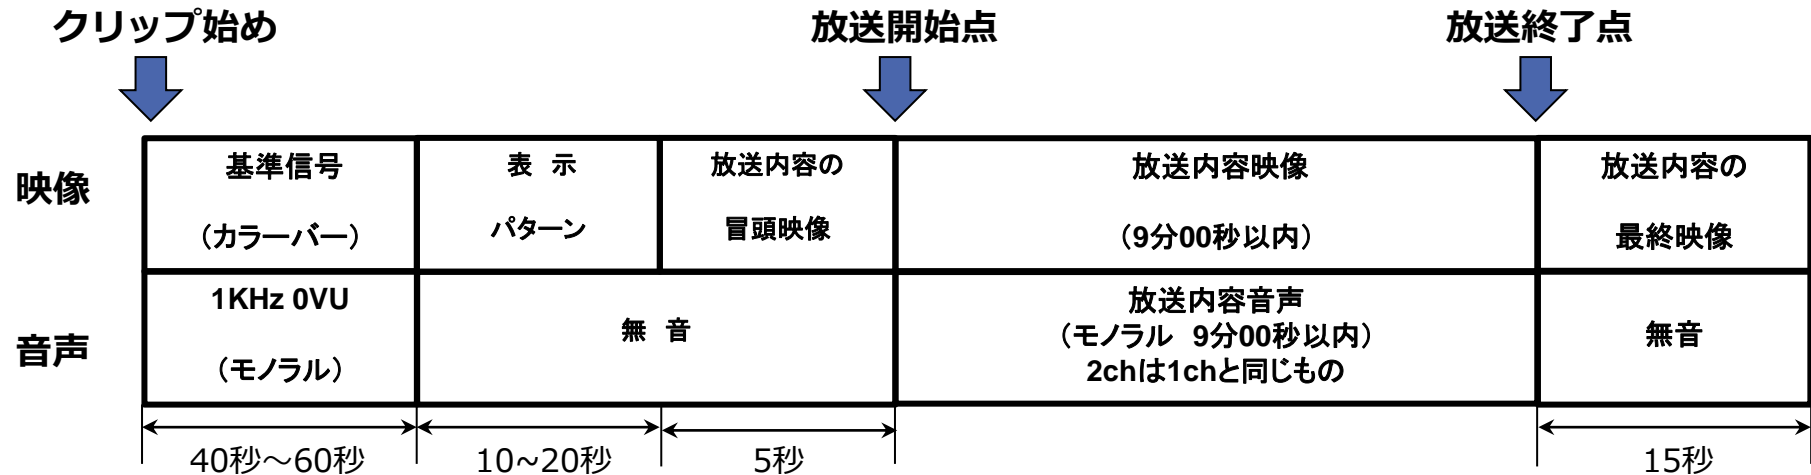 クリップ始め
放送開始点
放送終了点
映像
基準信号
(カラーバー)
表 示
パターン
放送内容の
冒頭映像
放送内容映像
(9分00秒以内)
放送内容の
最終映像
音声
1KHz 0VU
(モノラル)
無 音
放送内容音声
(モノラル 9分00秒以内)
2chは1chと同じもの
無音
40秒～60秒
10~20秒
5秒
15秒